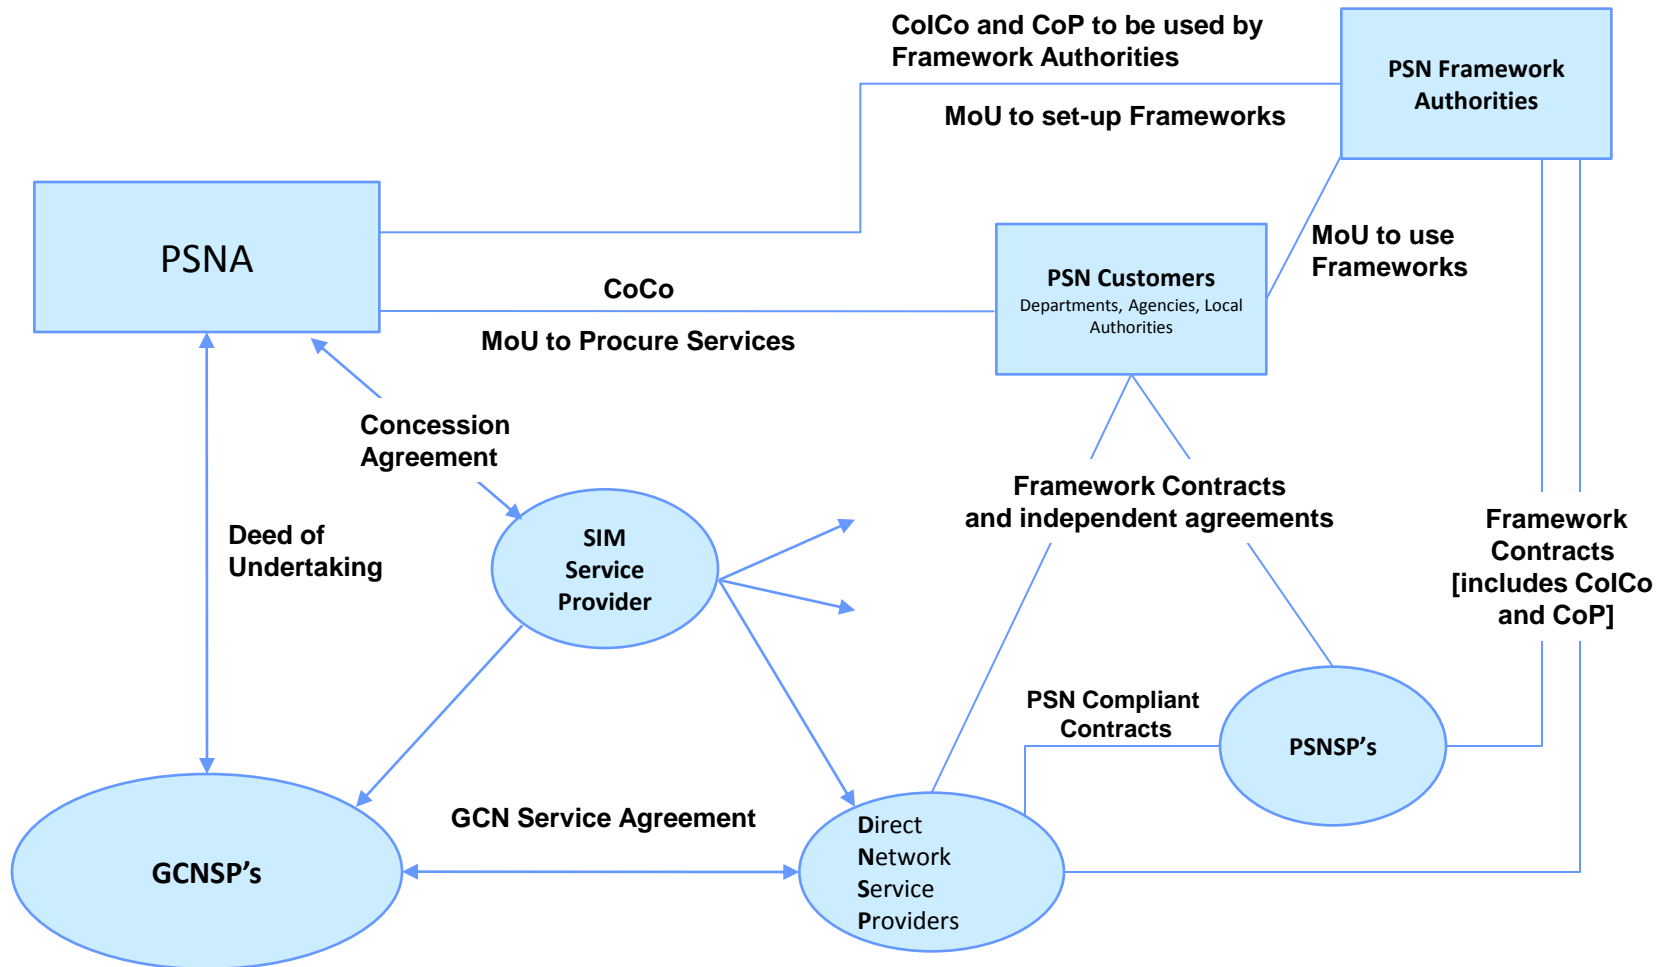 CoICo and CoP to be used by
Framework Authorities
PSN Framework
Authorities
MoU to set-up Frameworks
PSNA
MoU to use
Frameworks
PSN Customers
Departments, Agencies, Local
Authorities
CoCo
MoU to Procure Services
Concession
Agreement
Framework Contracts
and independent agreements
Deed of
Undertaking
SIM
Service
Provider
Framework
Contracts
[includes CoICo
and CoP]
PSN Compliant
Contracts
PSNSP’s
GCN Service Agreement
Direct
Network
Service
Providers
GCNSP’s